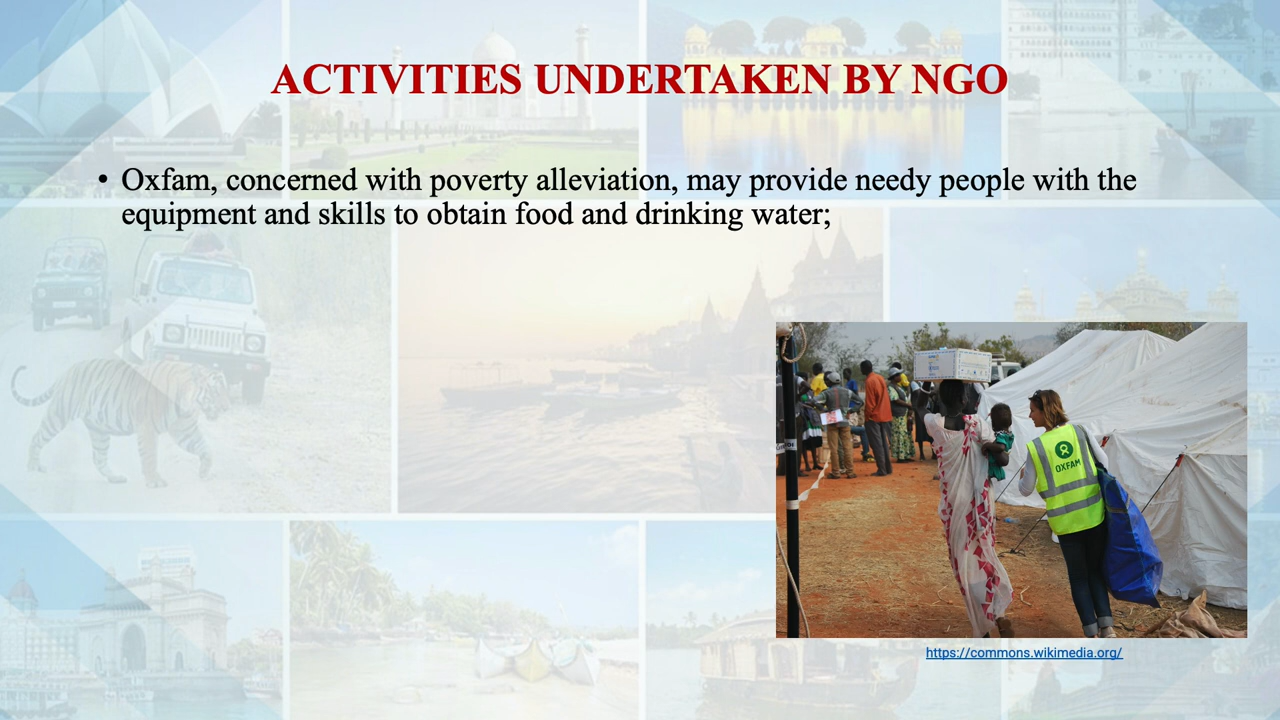 ACTIVITIES UNDERTAKEN BY NGO
• Oxfam, concerned with poverty alleviation, may provide needy people with the
equipment and skills to obtain food and drinking water;
OXFAM
https://commons.wikimedia.org/